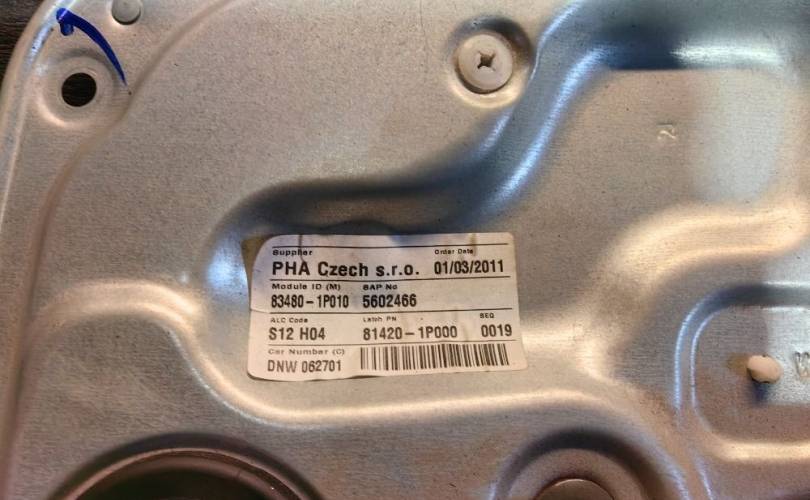 Supplier Order Date
PHA Czech s.r.o. 01/03/2011
Module ID (M) SAP No
83480-1P010 5602466
ALC Code Latch PN SEQ
S12 H04 81420-1P000 0019
Car Number (C)
DNW 062701